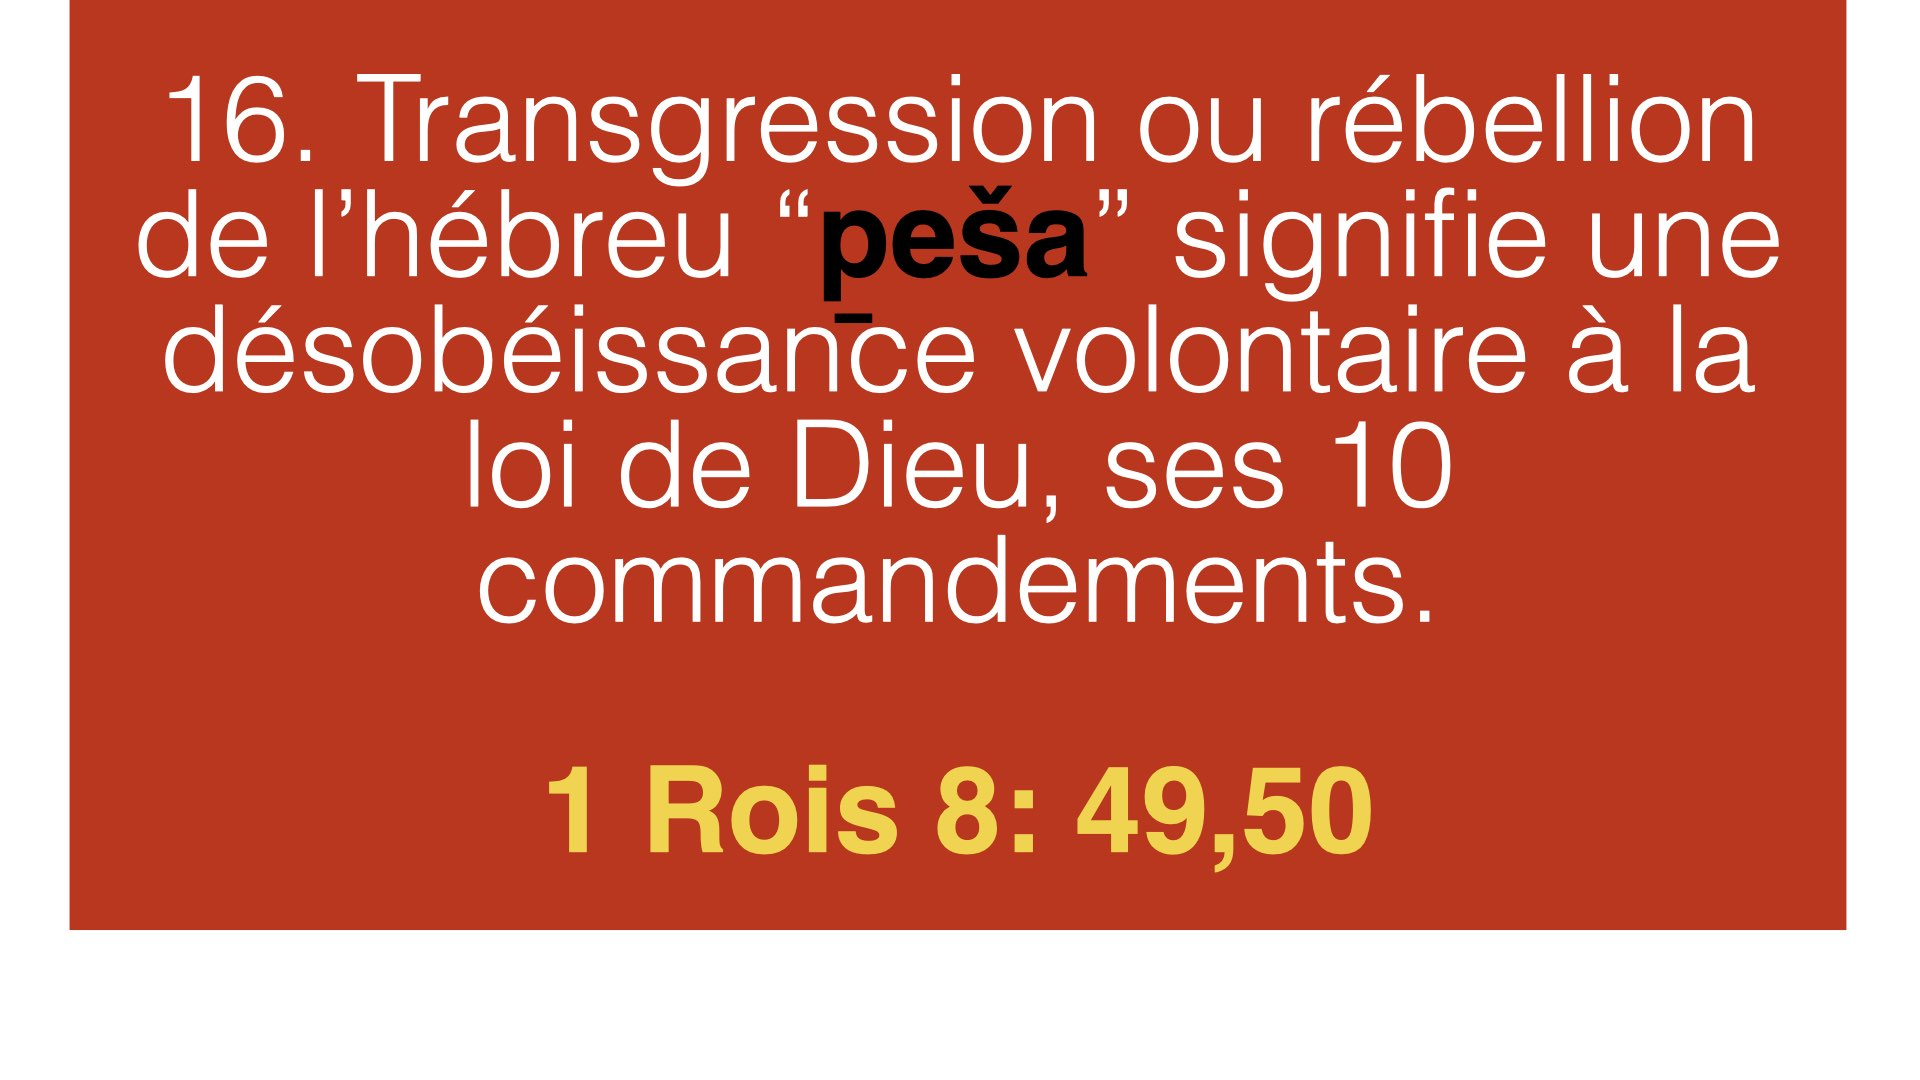 16. Transgression ou rébellion
de l’hébreu “p̱eša” signifie une
désobéissance volontaire à la
loi de Dieu, ses 10
commandements.
1 Rois 8: 49,50